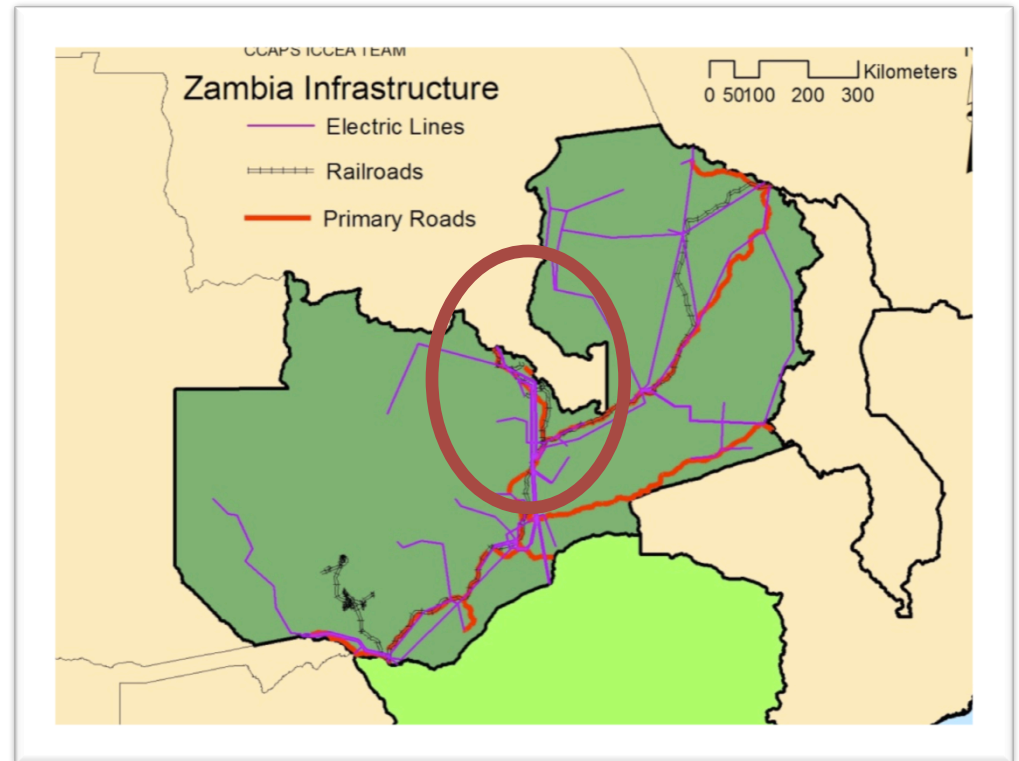 CCAPS ICCEA TEAM
Zambia Infrastructure
Electric Lines
Railroads
Primary Roads
Kilometers
0 50100 200 300